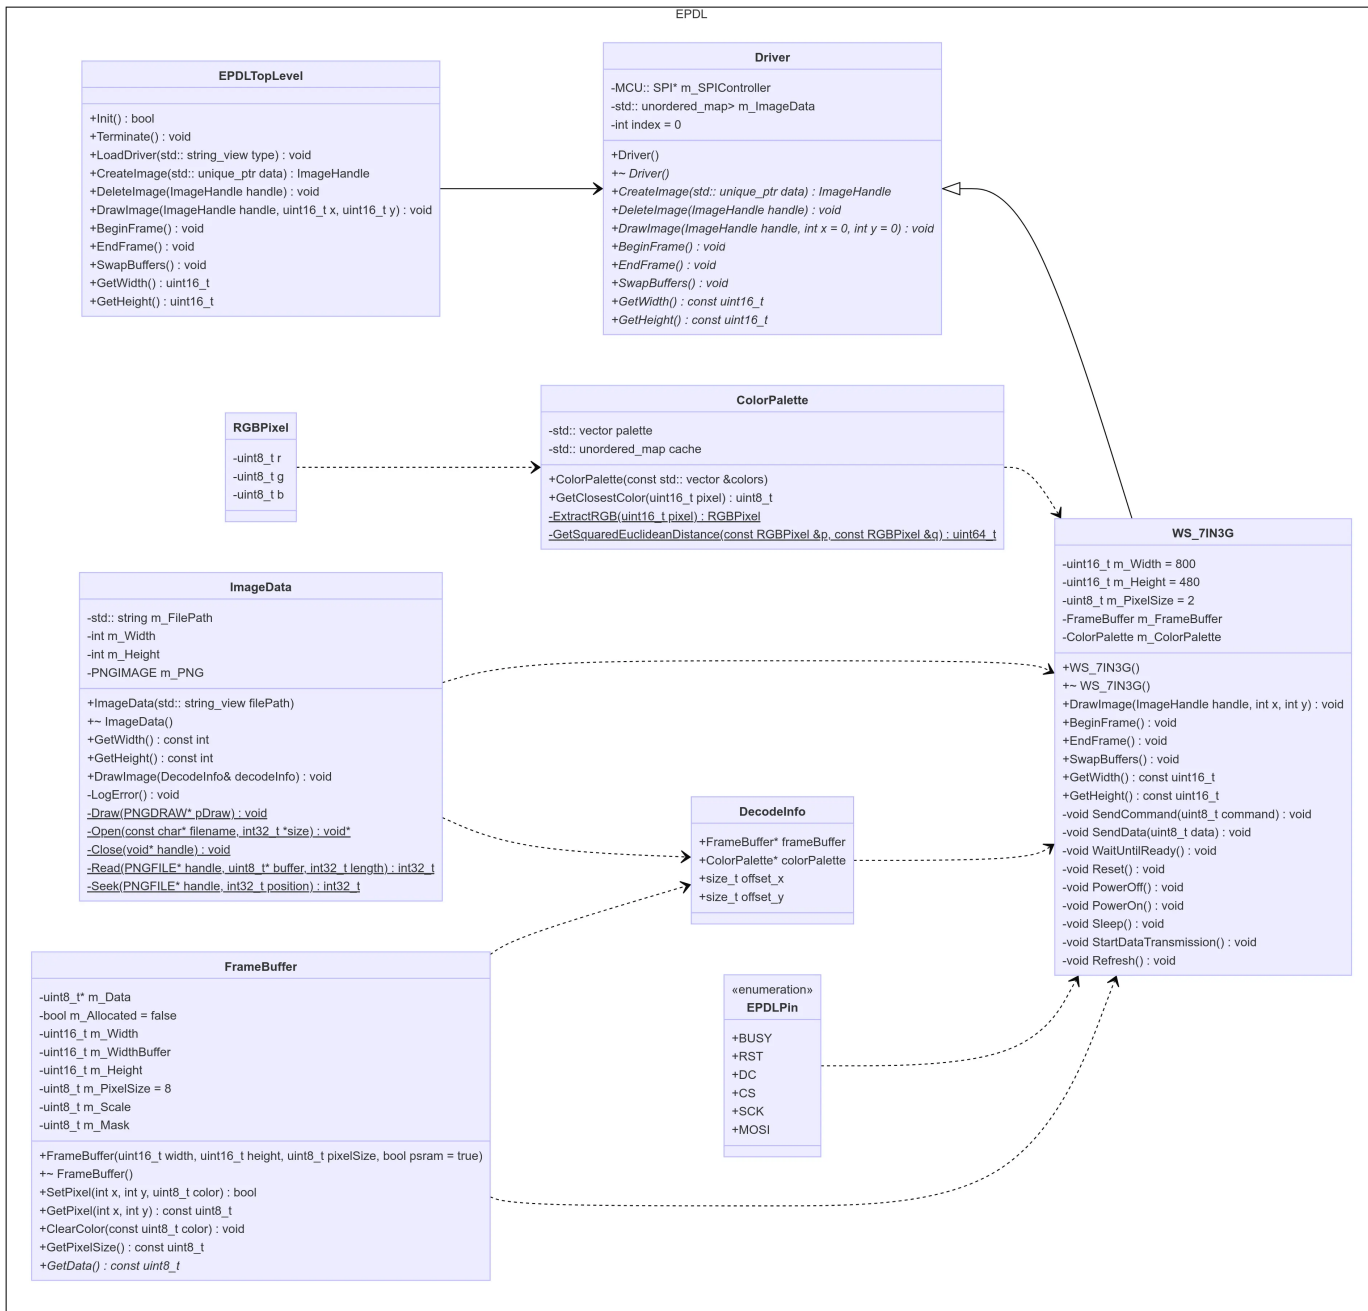 EPDL
EPDLTopLevel
+Init() : bool
+Terminate() : void
+LoadDriver(std:: string_view type) : void
+CreateImage(std:: unique_ptr data) : ImageHandle
+DeleteImage(ImageHandle handle) : void
+DrawImage(ImageHandle handle, uint16_t x, uint16_t y) : void
+BeginFrame() : void
+EndFrame() : void
+SwapBuffers() : void
+GetWidth() : uint16_t
+GetHeight() : uint16_t
Driver
-MCU:: SPI* m_SPIController
-std:: unordered_map> m_ImageData
-int index = 0
+Driver()
+~ Driver()
+CreateImage(std:: unique_ptr data) : ImageHandle
+DeleteImage(ImageHandle handle) : void
+DrawImage(ImageHandle handle, int x = 0, int y = 0) : void
+BeginFrame() : void
+EndFrame() : void
+SwapBuffers() : void
+GetWidth() : const uint16_t
+GetHeight() : const uint16_t
RGBPixel
-uint8_t r
-uint8_t g
-uint8_t b
ColorPalette
-std:: vector palette
-std:: unordered_map cache
+ColorPalette(const std:: vector &colors)
+GetClosestColor(uint16_t pixel) : uint8_t
-ExtractRGB(uint16_t pixel) : RGBPixel
-GetSquaredEuclideanDistance(const RGBPixel &p, const RGBPixel &q) : uint64_t
WS_7IN3G
-uint16_t m_Width = 800
-uint16_t m_Height = 480
-uint8_t m_PixelSize = 2
-FrameBuffer m_FrameBuffer
-ColorPalette m_ColorPalette
+WS_7IN3G()
+~ WS_7IN3G()
+DrawImage(ImageHandle handle, int x, int y) : void
+BeginFrame() : void
+EndFrame() : void
+SwapBuffers() : void
+GetWidth() : const uint16_t
+GetHeight() : const uint16_t
-void SendCommand(uint8_t command) : void
-void SendData(uint8_t data) : void
-void WaitUntilReady() : void
-void Reset() : void
-void PowerOff() : void
-void PowerOn() : void
-void Sleep() : void
-void StartDataTransmission() : void
-void Refresh() : void
ImageData
-std:: string m_FilePath
-int m_Width
-int m_Height
-PNGIMAGE m_PNG
+ImageData(std:: string_view filePath)
+~ ImageData()
+GetWidth() : const int
+GetHeight() : const int
+DrawImage(DecodeInfo& decodeInfo) : void
-LogError() : void
-Draw(PNGDRAW* pDraw) : void
-Open(const char* filename, int32_t *size) : void*
-Close(void* handle) : void
-Read(PNGFILE* handle, uint8_t* buffer, int32_t length) : int32_t
-Seek(PNGFILE* handle, int32_t position) : int32_t
DecodeInfo
+FrameBuffer* frameBuffer
+ColorPalette* colorPalette
+size_t offset_x
+size_t offset_y
FrameBuffer
-uint8_t* m_Data
-bool m_Allocated = false
-uint16_t m_Width
-uint16_t m_WidthBuffer
-uint16_t m_Height
-uint8_t m_PixelSize = 8
-uint8_t m_Scale
-uint8_t m_Mask
+FrameBuffer(uint16_t width, uint16_t height, uint8_t pixelSize, bool psram = true)
+~ FrameBuffer()
+SetPixel(int x, int y, uint8_t color) : bool
+GetPixel(int x, int y) : const uint8_t
+ClearColor(const uint8_t color) : void
+GetPixelSize() : const uint8_t
+GetData() : const uint8_t
«enumeration»
EPDLPin
+BUSY
+RST
+DC
+CS
+SCK
+MOSI